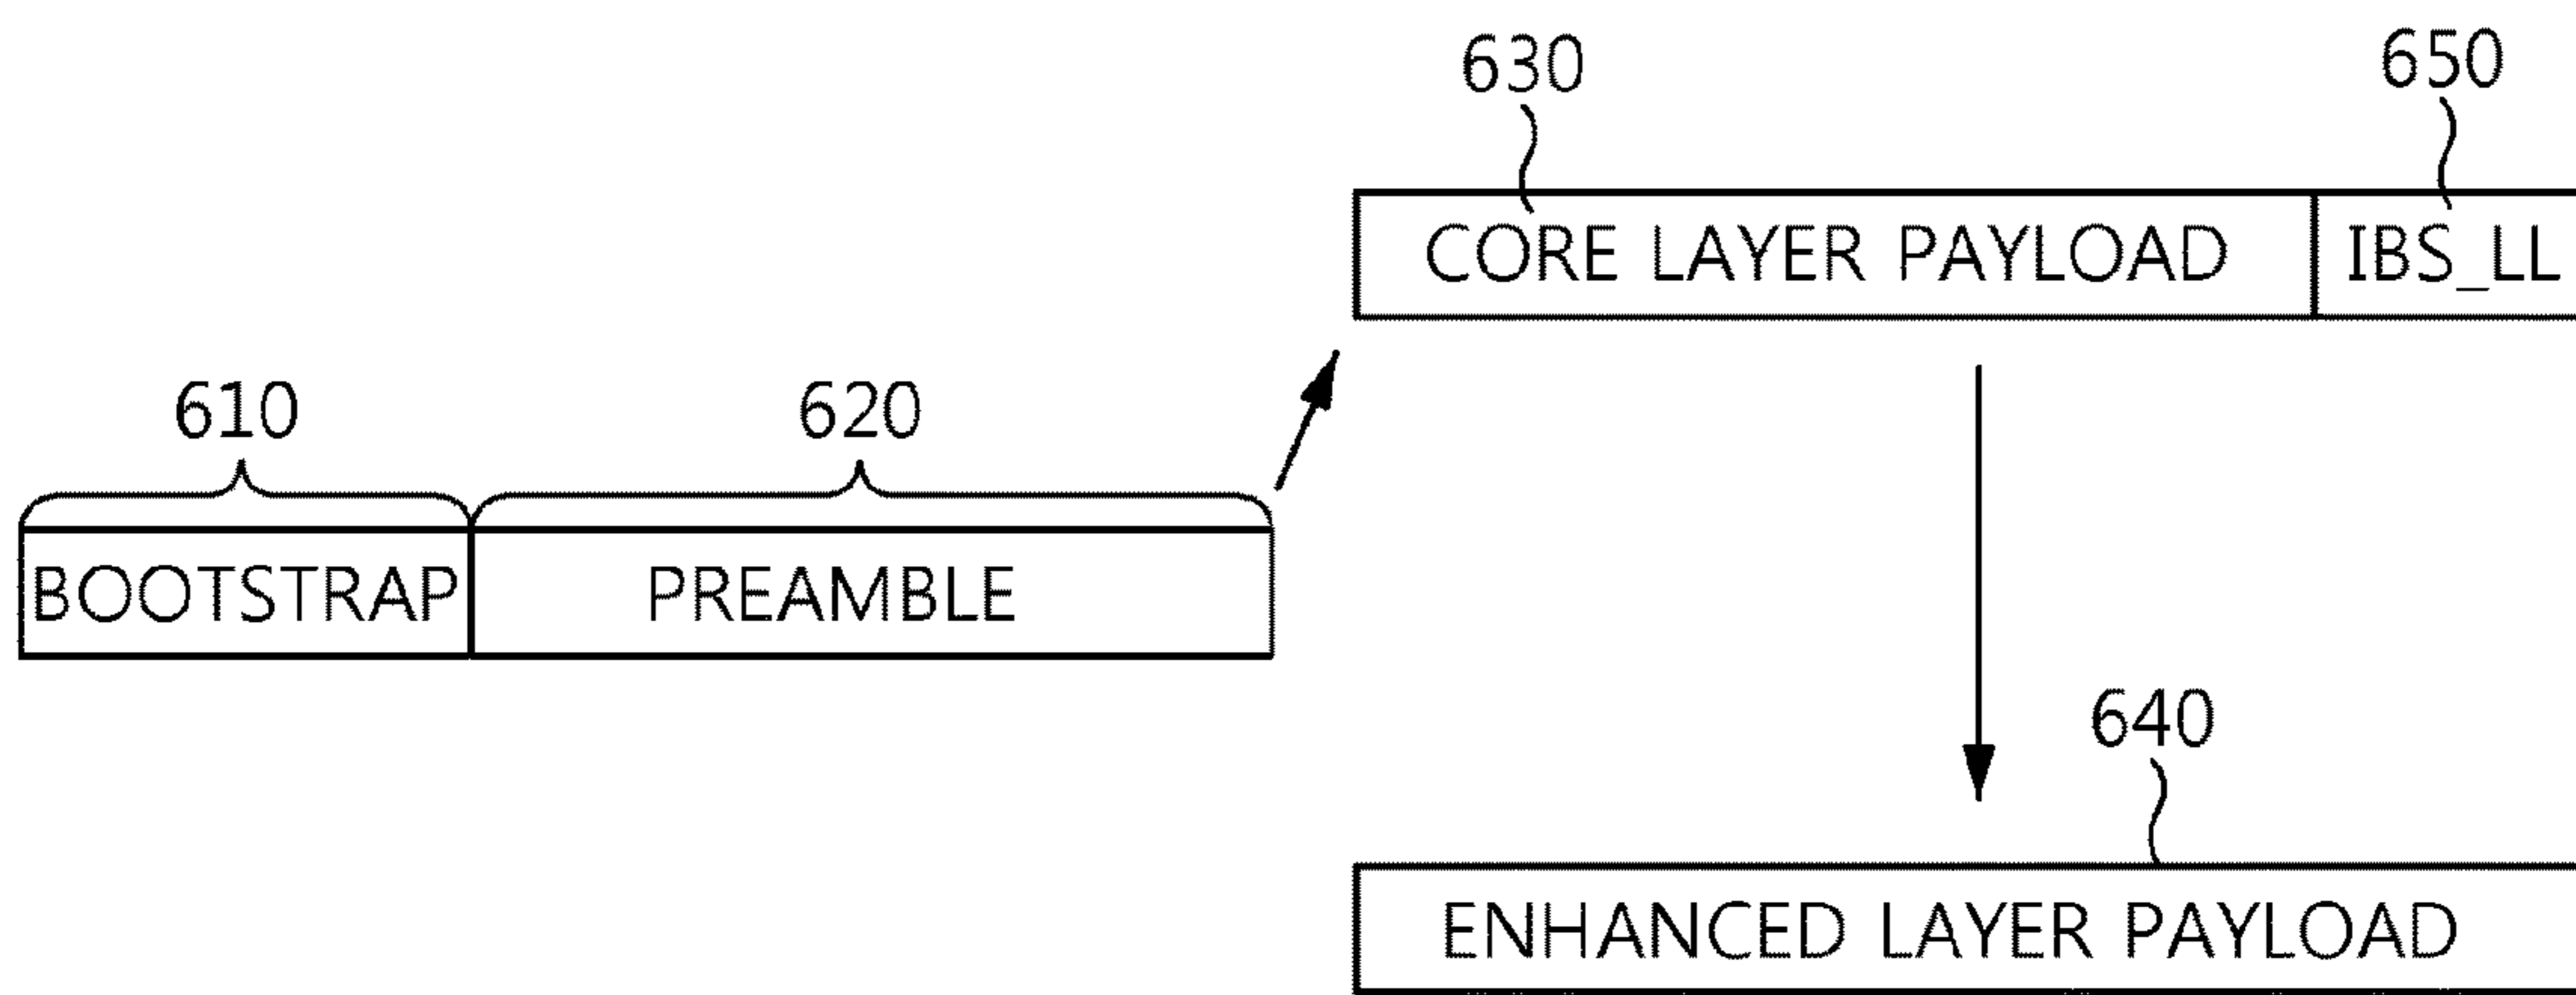 630 650
CORE LAYER PAYLOAD IBS_LL
610 620
BOOTSTRAP PREAMBLE
640
ENHANCED LAYER PAYLOAD